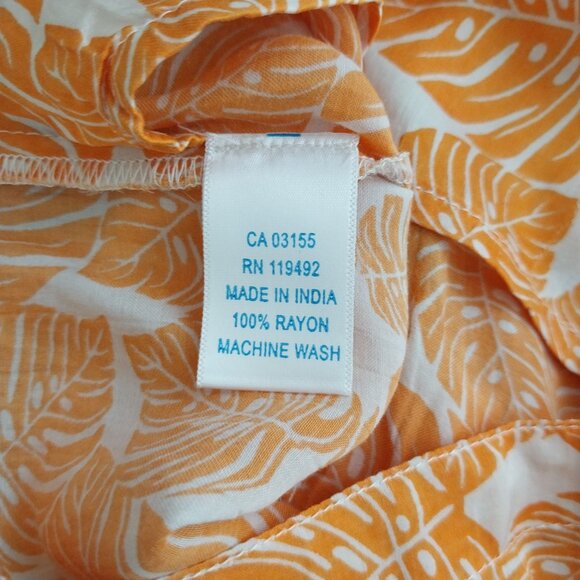 CA 03155
RN 119492
MADE IN INDIA
100% RAYON
MACHINE WASH